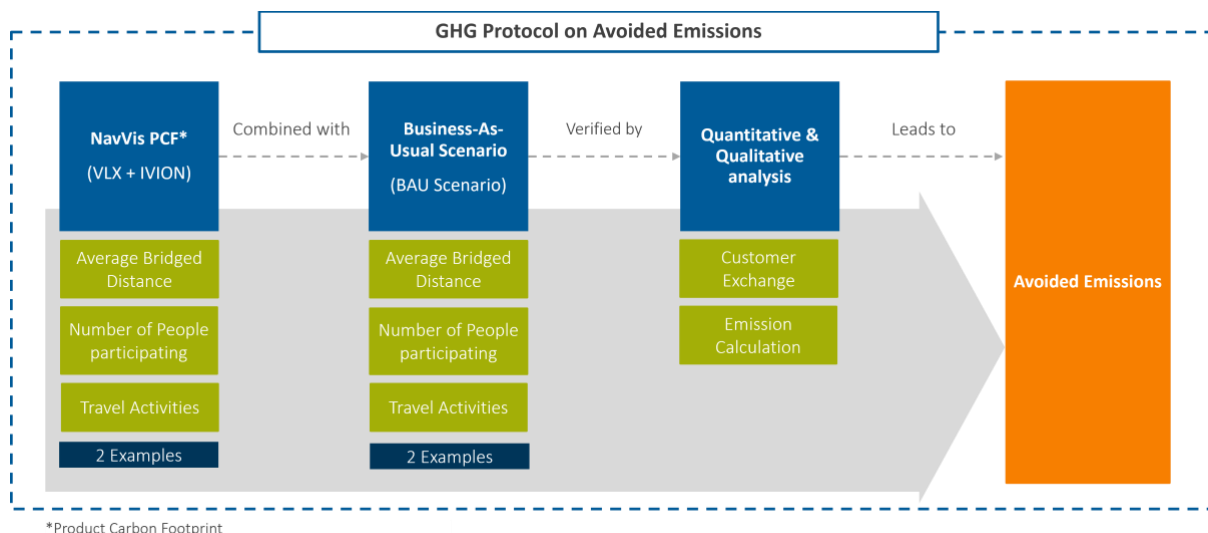 GHG Protocol on Avoided Emissions
NavVis PCF*
(VLX + IVION)
Combined with
Business-As-
Usual Scenario
(BAU Scenario)
Verified by
Quantitative &
Qualitative
analysis
Leads to
Avoided Emissions
Average Bridged
Distance
Number of People
participating
Travel Activities
2 Examples
Average Bridged
Distance
Number of People
participating
Travel Activities
2 Examples
Customer
Exchange
Emission
Calculation
*Product Carbon Footprint